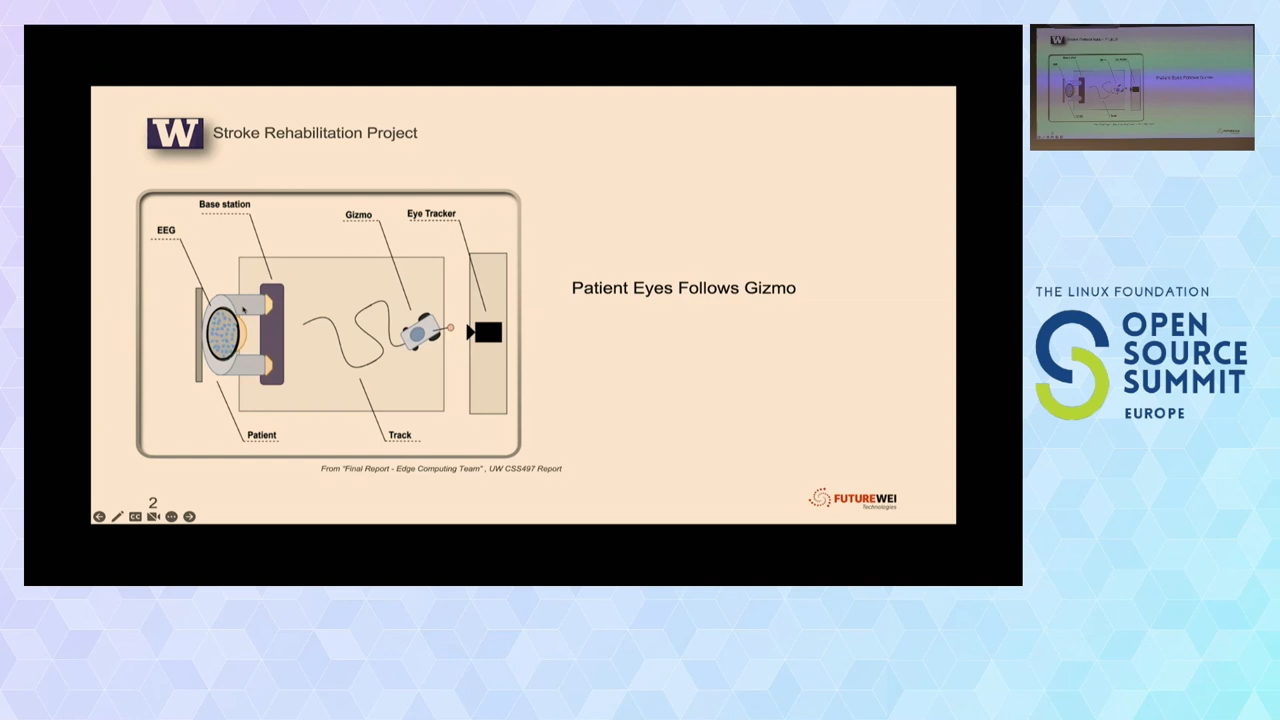 W Stroke Rehabilitation Project
Base station
Gizmo
Eye Tracker
EEG
Patient Eyes Follows Gizmo
Patient
Track
From "Final Report - Edge Computing Team" , UW CSS497 Report
2
CC
FUTUREWEI
Technologies
THE LINUX FOUNDATION
OPEN
SOURCE
SUMMIT
EUROPE